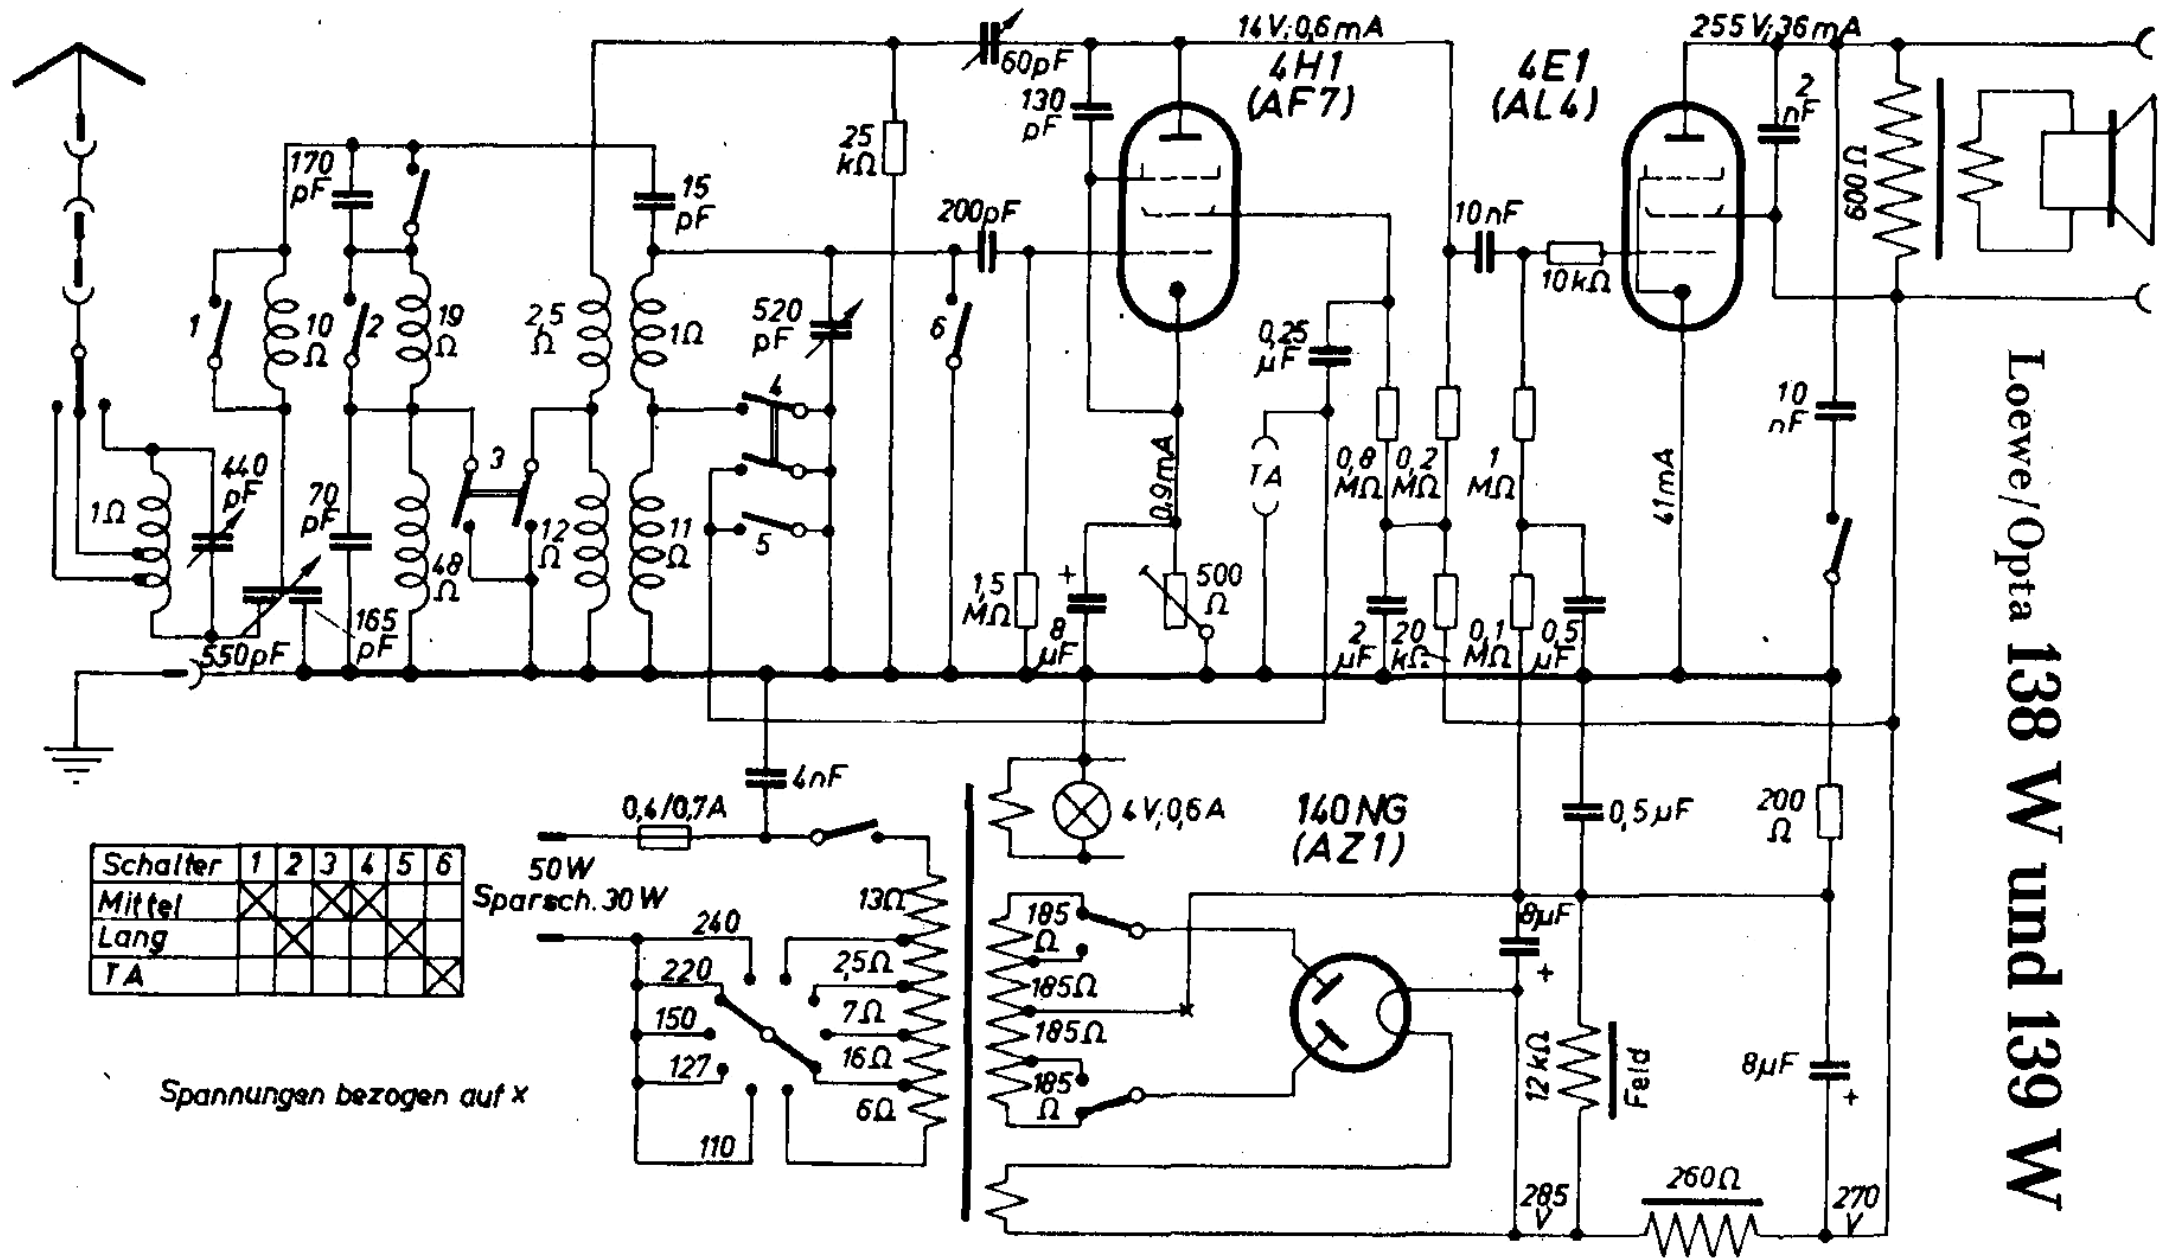 14V; 0,6mA
255V; 36mA
60pF
4H1
(AF7)
4E1
(AL4)
130
pF
2
nF
25
kΩ
170
pF
15
pF
600Ω
200pF
10nF
10kΩ
1
10
Ω
2
19
Ω
2,5
Ω
1Ω
520
pF
6
0,25
µF
4
10
nF
440
pF
3
TA
0,8
MΩ
0,2
MΩ
1
MΩ
0,9mA
41mA
1Ω
70
pF
48
Ω
12
Ω
11
Ω
5
1,5
MΩ
+
8
µF
500
Ω
165
pF
550pF
2
µF
20
kΩ
0,1
MΩ
0,5
µF
Loewe/Opta 138 W und 139 W
4nF
0,4/0,7A
4V; 0,6A
140NG
(AZ1)
0,5µF
200
Ω
50W
Sparsch. 30W
Schalter 1 2 3 4 5 6
Mittel
Lang
TA
13Ω
240
2,5Ω
220
7Ω
150
16Ω
127
6Ω
110
185
Ω
185Ω
185Ω
185
Ω
x
8µF
+
12kΩ
Feld
8µF
+
Spannungen bezogen auf x
285
V
260Ω
270
V